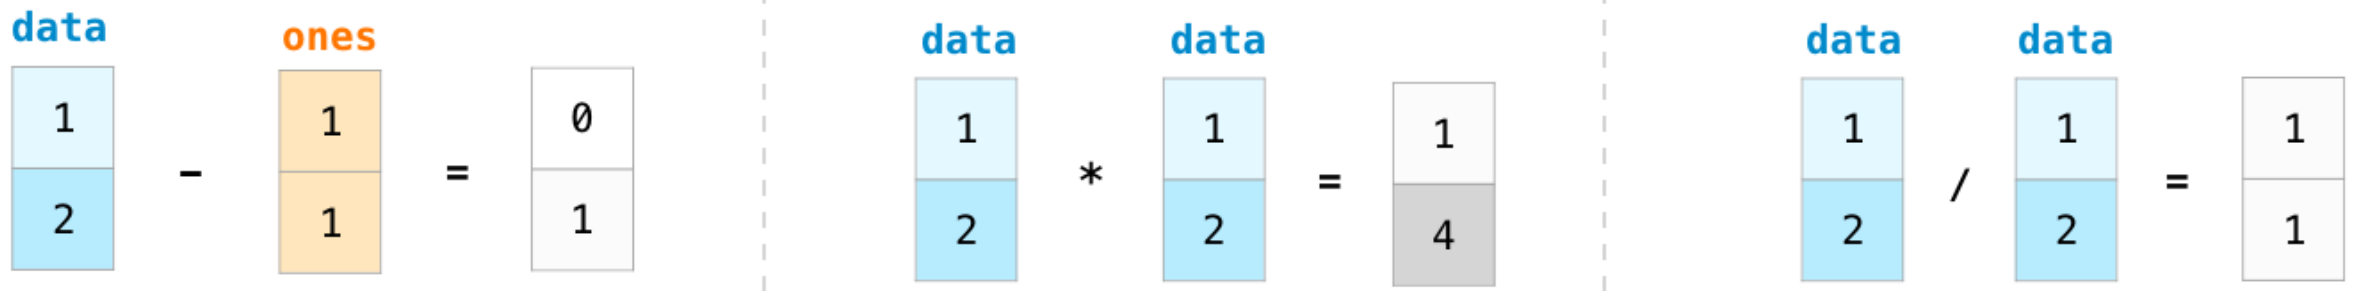 data ones data data data data
1 - 1 = 0 1 * 1 = 1 1 / 1 = 1
2 1 1 2 2 4 2 2 1